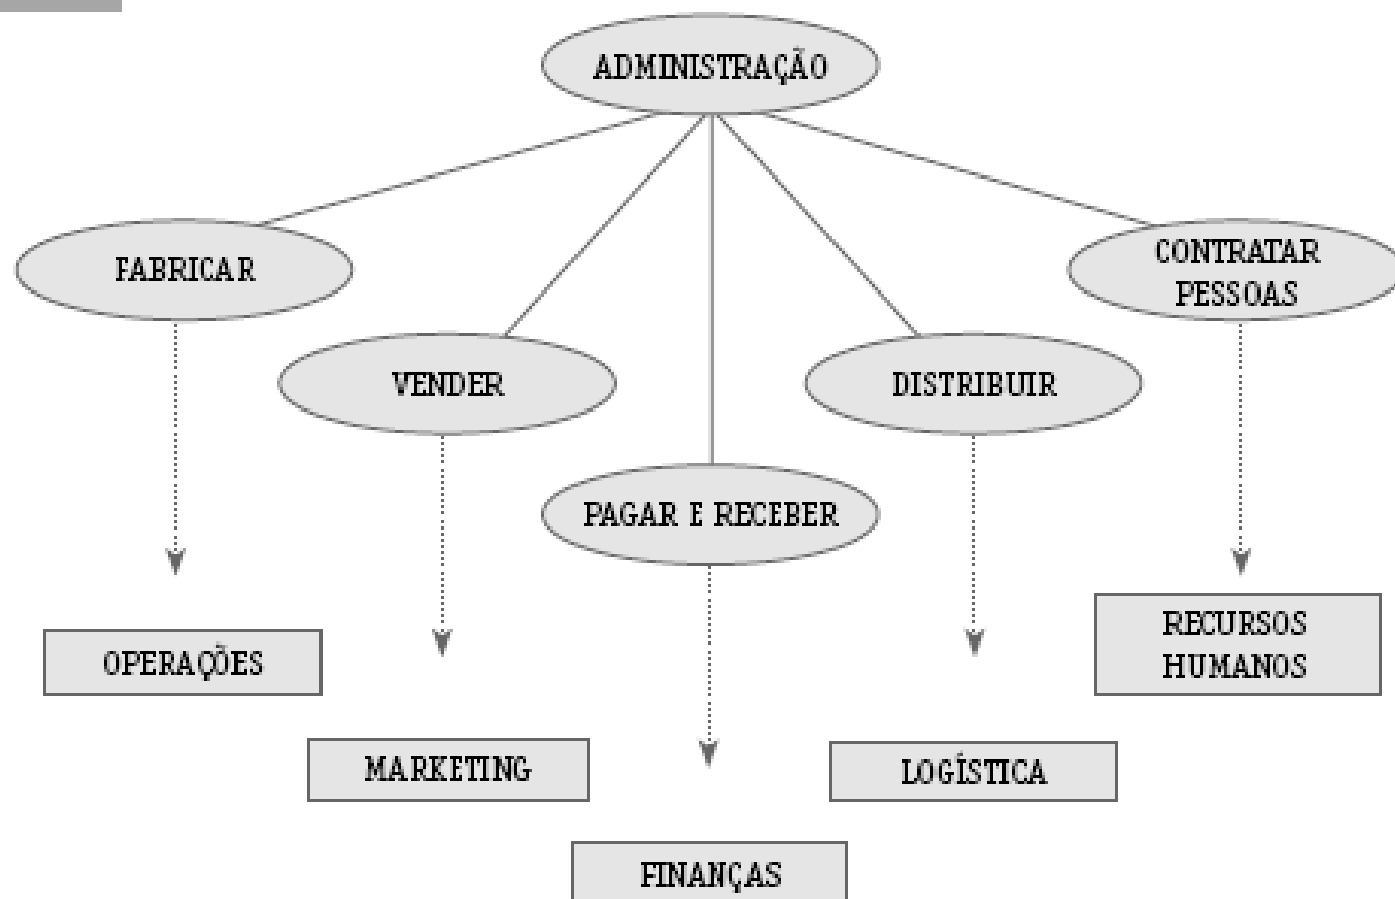 ADMINISTRAÇÃO
FABRICAR
CONTRATAR
PESSOAS
VENDER
DISTRIBUIR
PAGAR E RECEBER
OPERAÇÕES
RECURSOS
HUMANOS
MARKETING
LOGÍSTICA
FINANÇAS